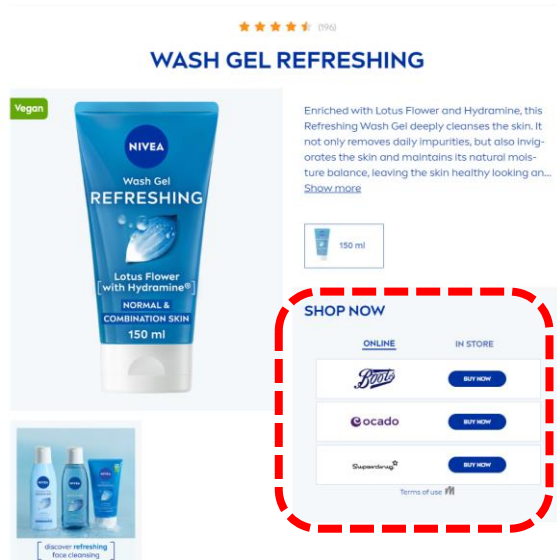 (196)
WASH GEL REFRESHING
Vegan
NIVEA
Wash Gel
REFRESHING
Lotus Flower
[with Hydramine®]
NORMAL &
COMBINATION SKIN
150 ml
Enriched with Lotus Flower and Hydramine, this
Refreshing Wash Gel deeply cleanses the skin. It
not only removes daily impurities, but also invig-
orates the skin and maintains its natural mois-
ture balance, leaving the skin healthy looking an...
Show more
150 ml
SHOP NOW
ONLINE IN STORE
Boots BUY NOW
ocado BUY NOW
Superdrug BUY NOW
Terms of use
discover refreshing
face cleansing